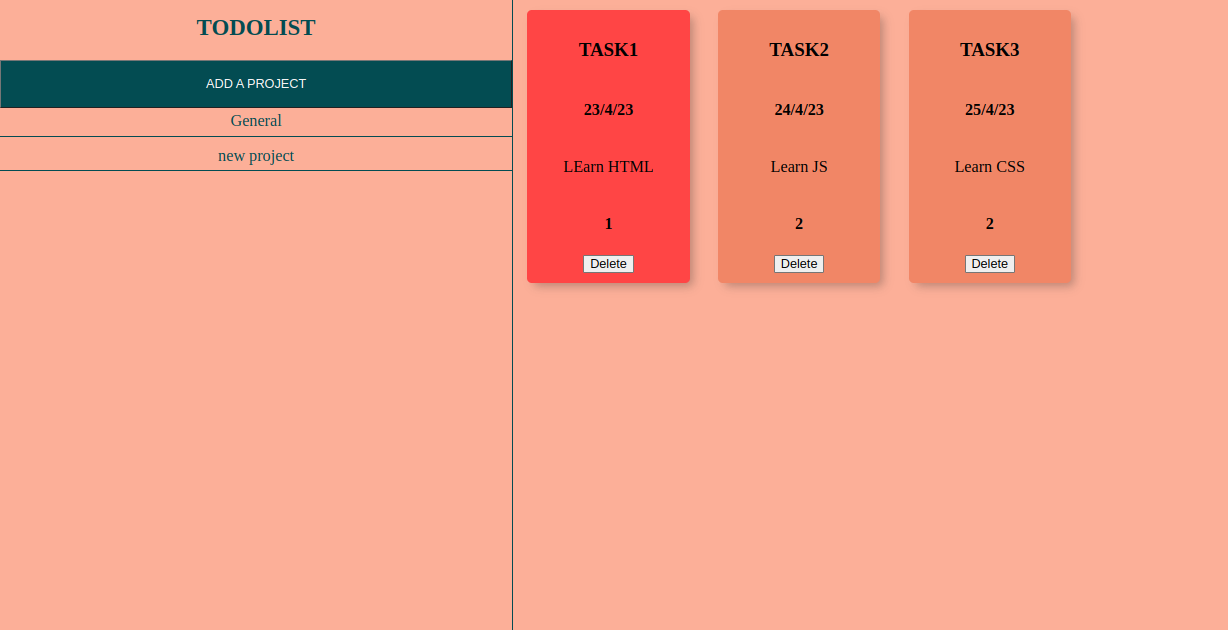 TODOLIST
ADD A PROJECT
General
new project
TASK1
23/4/23
LEarn HTML
1
Delete
TASK2
24/4/23
Learn JS
2
Delete
TASK3
25/4/23
Learn CSS
2
Delete